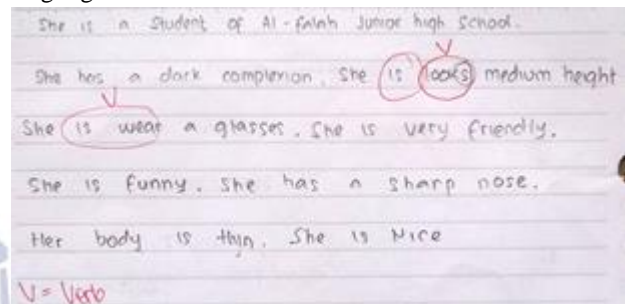 She is a Student of Al-falah Junior high School.
V
She has a dark complexion. She is looks medium height
V
She is wear a glasses. She is very friendly.
She is funny. She has a sharp nose.
Her body is thin. She is Nice
V = Verb